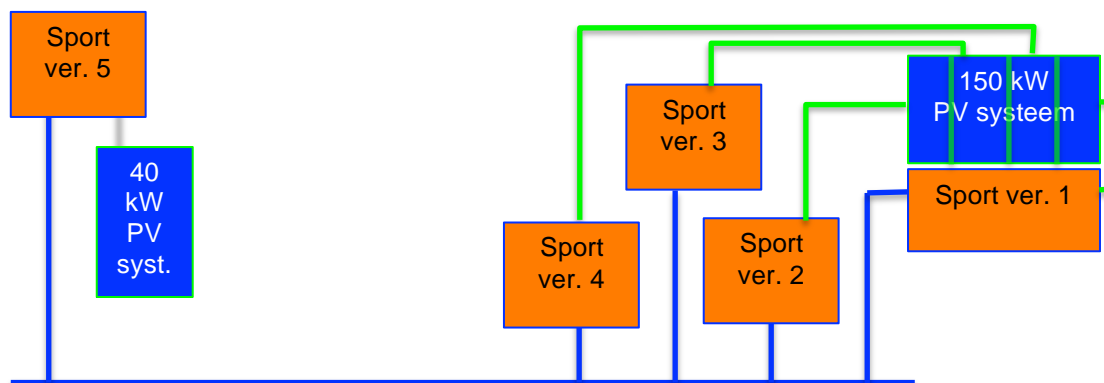 Sport
ver. 5
40
kW
PV
syst.
Sport
ver. 4
Sport
ver. 3
Sport
ver. 2
150 kW
PV systeem
Sport ver. 1